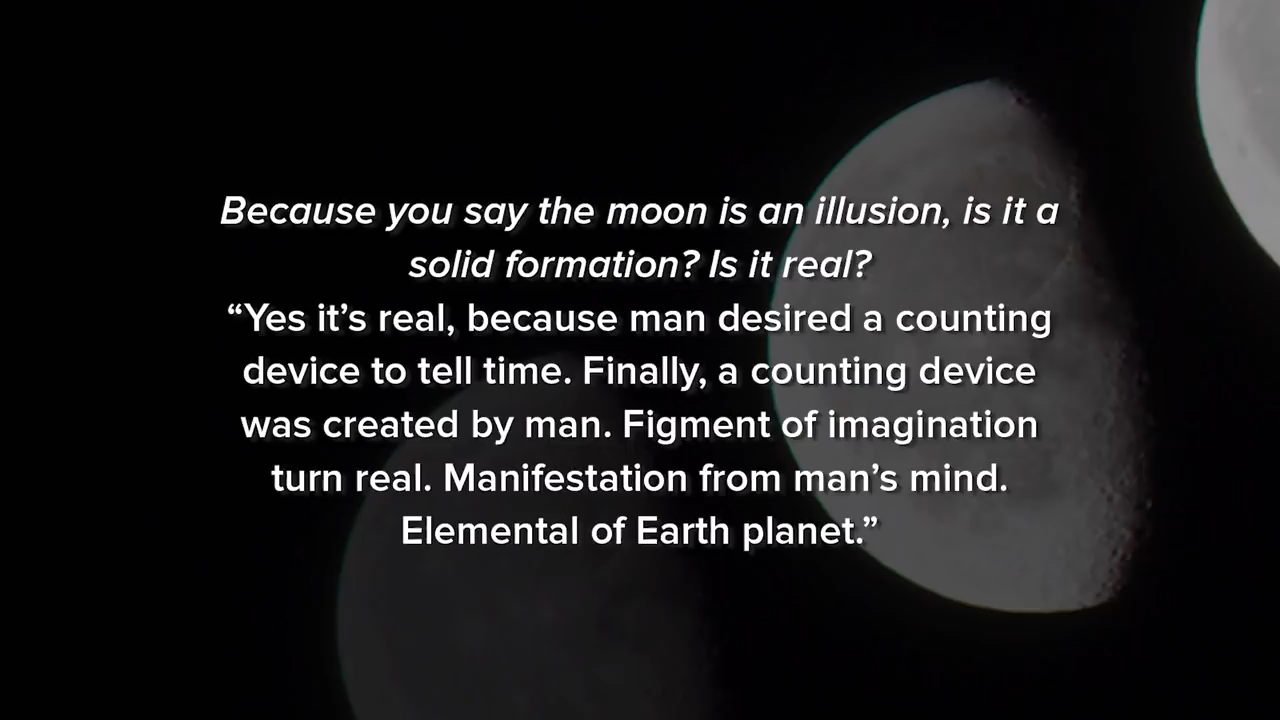 Because you say the moon is an illusion, is it a
solid formation? Is it real?
“Yes it’s real, because man desired a counting
device to tell time. Finally, a counting device
was created by man. Figment of imagination
turn real. Manifestation from man’s mind.
Elemental of Earth planet.”